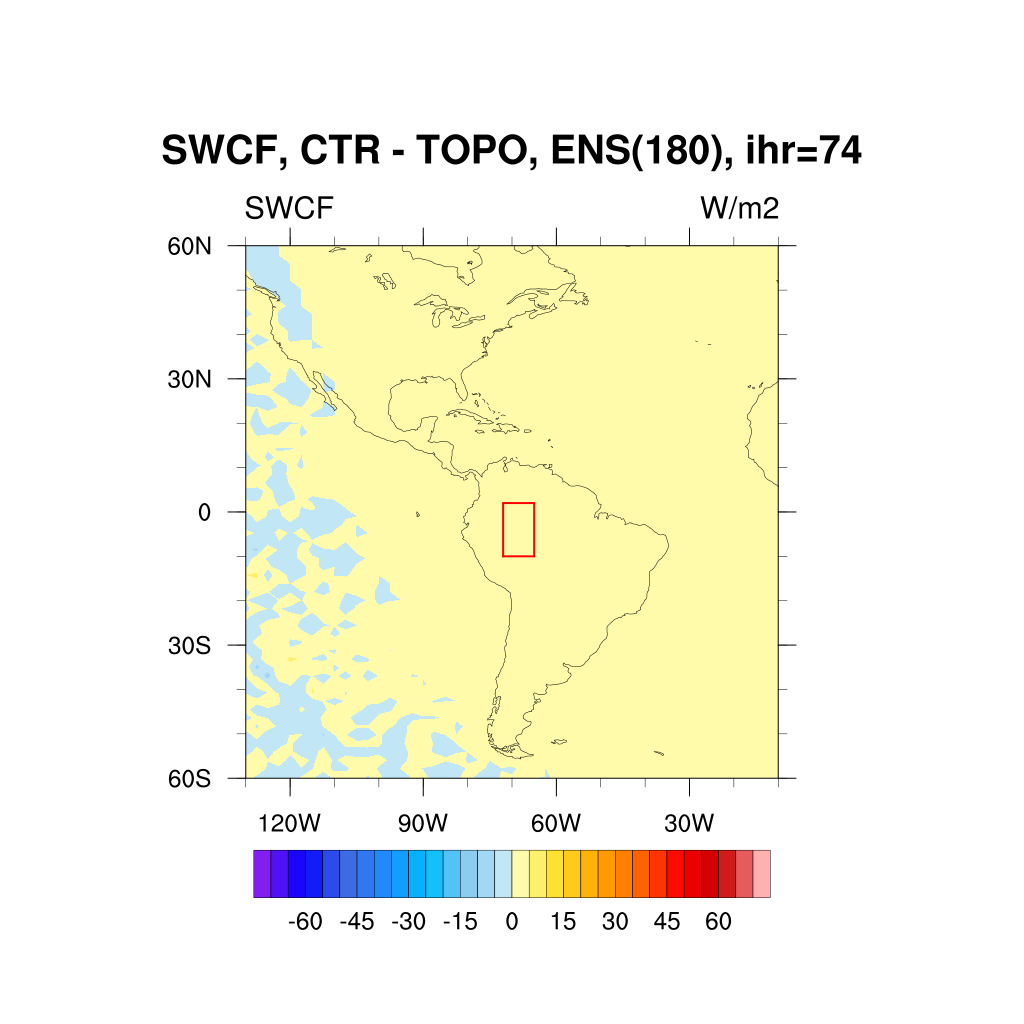 SWCF, CTR - TOPO, ENS(180), ihr=74
SWCF W/m2
60N
30N
0
30S
60S
120W 90W 60W 30W
-60 -45 -30 -15 0 15 30 45 60